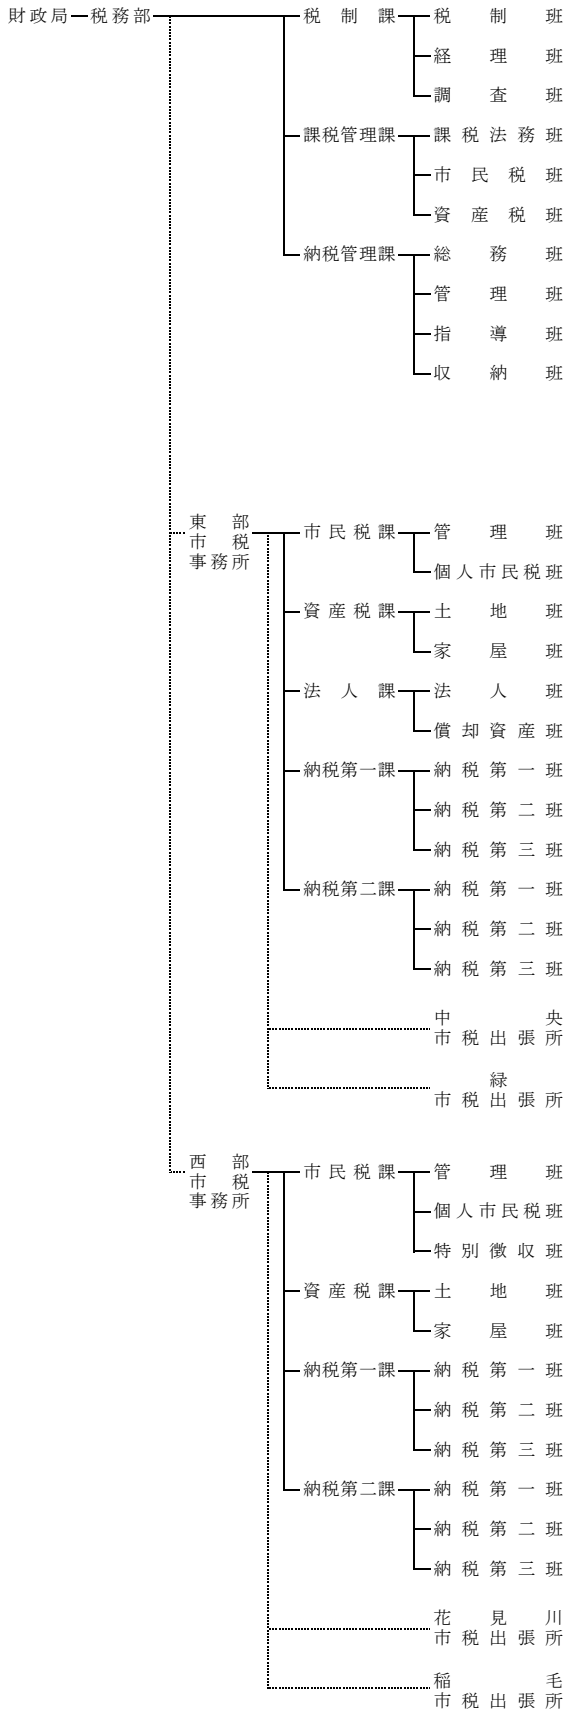 財政局 税務部 税制課 税制班
経理班
調査班
課税管理課 課税法務班
市民税班
資産税班
納税管理課 総務班
管理班
指導班
収納班
東部
市税
事務所
市民税課 管理班
個人市民税班
資産税課 土地班
家屋班
法人課 法人班
償却資産班
納税第一課 納税第一班
納税第二班
納税第三班
納税第二課 納税第一班
納税第二班
納税第三班
中央
市税出張所
緑
市税出張所
西部
市税
事務所
市民税課 管理班
個人市民税班
特別徴収班
資産税課 土地班
家屋班
納税第一課 納税第一班
納税第二班
納税第三班
納税第二課 納税第一班
納税第二班
納税第三班
花見川
市税出張所
稲毛
市税出張所